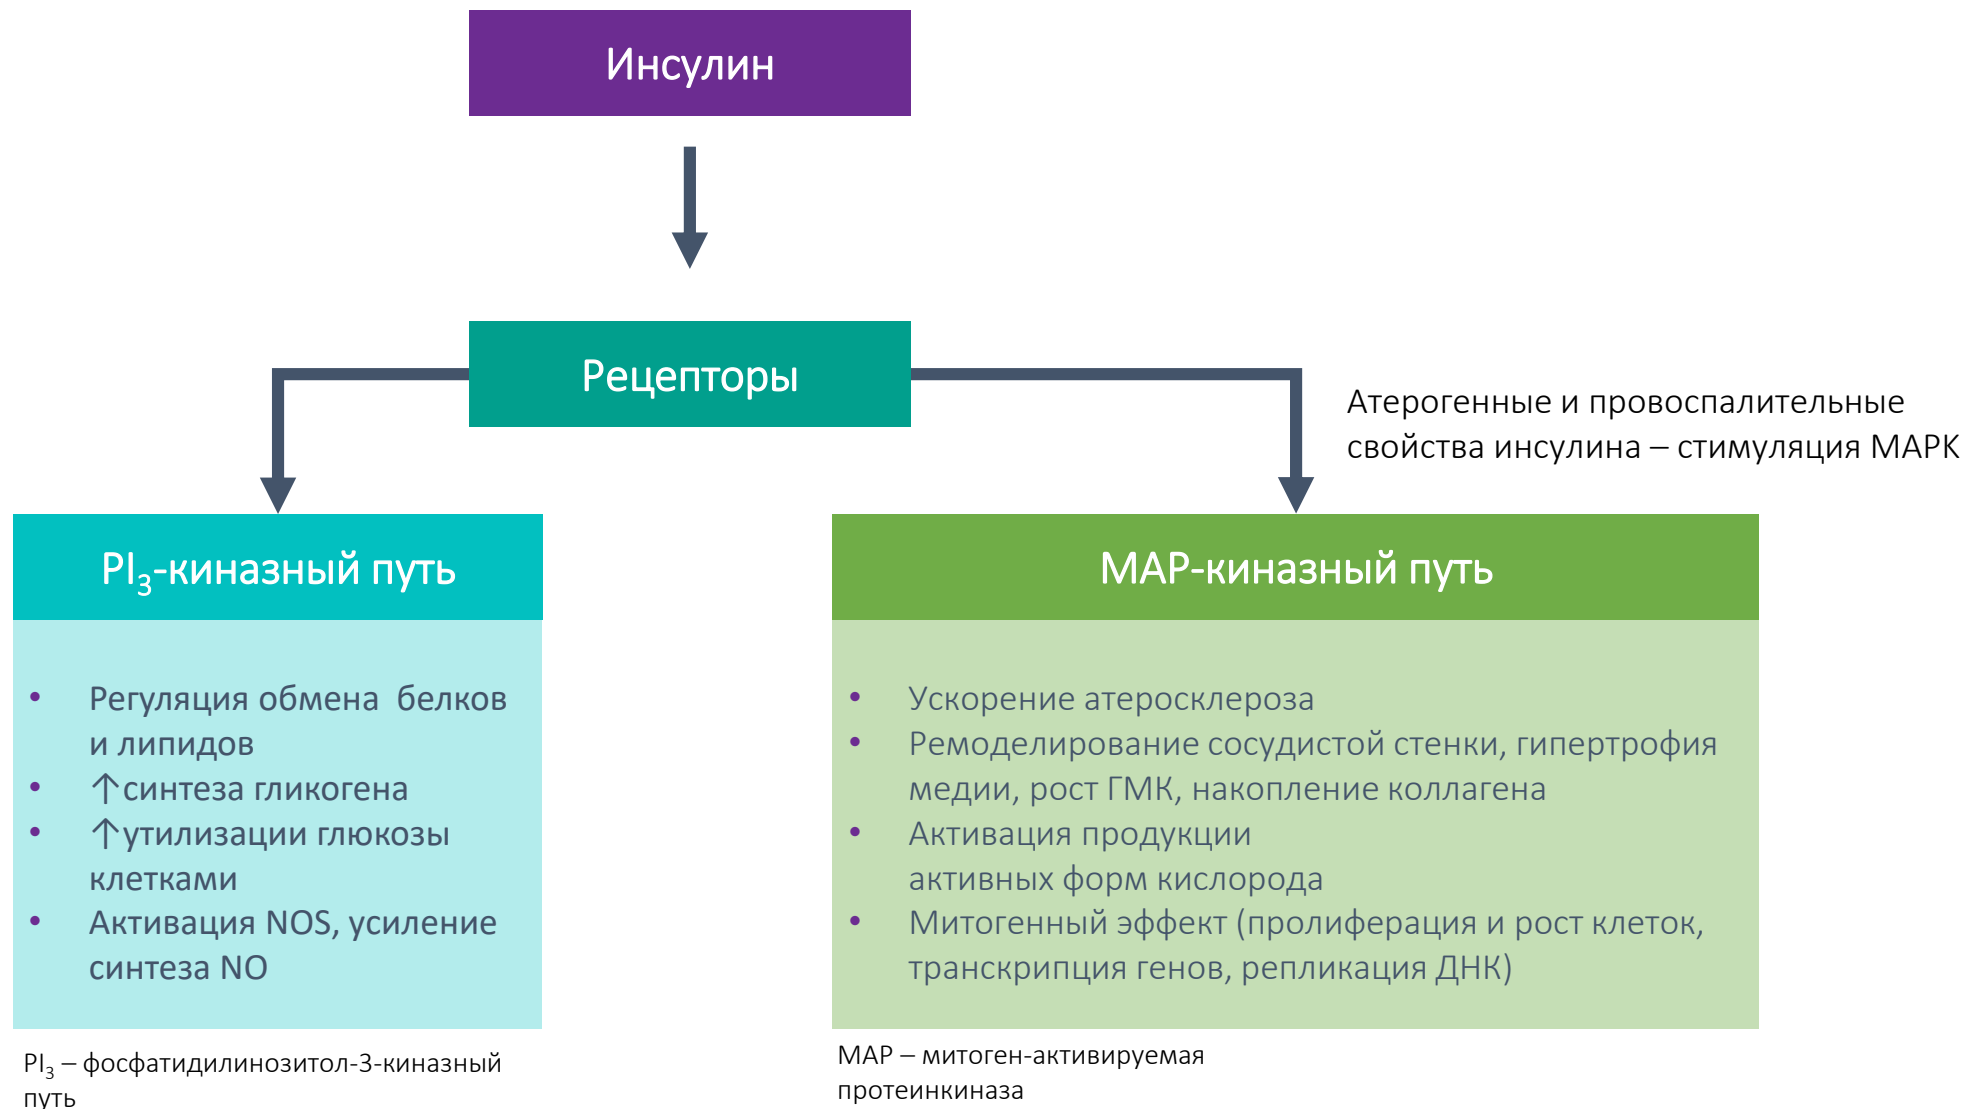 Инсулин
Рецепторы
Атерогенные и провоспалительные
свойства инсулина – стимуляция МАРК
PI₃-киназный путь
• Регуляция обмена  белков
и липидов
• ↑синтеза гликогена
• ↑утилизации глюкозы
клетками
• Активация NOS, усиление
синтеза NO
PI₃ – фосфатидилинозитол-3-киназный
путь
МАР-киназный путь
• Ускорение атеросклероза
• Ремоделирование сосудистой стенки, гипертрофия
медии, рост ГМК, накопление коллагена
• Активация продукции
активных форм кислорода
• Митогенный эффект (пролиферация и рост клеток,
транскрипция генов, репликация ДНК)
МАР – митоген-активируемая
протеинкиназа